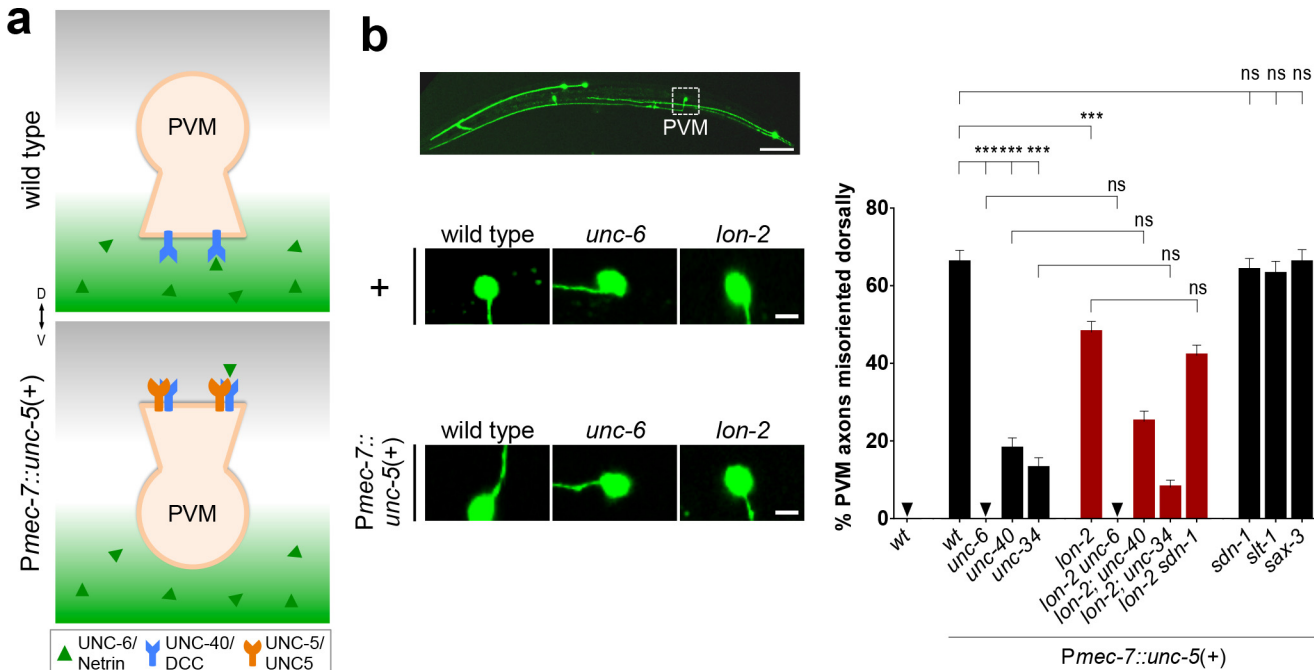 a
wild type
PVM
D
V
Pmec-7::unc-5(+)
PVM
UNC-6/
Netrin
UNC-40/
DCC
UNC-5/
UNC5
b
PVM
wild type unc-6 lon-2
+
wild type unc-6 lon-2
Pmec-7::
unc-5(+)
ns ns ns
***
****** ***
ns
ns
ns
ns
% PVM axons misoriented dorsally
80
60
40
20
0
wt
wt
unc-6
unc-40
unc-34
lon-2
lon-2 unc-6
lon-2; unc-40
lon-2; unc-34
lon-2 sdn-1
sdn-1
slt-1
sax-3
Pmec-7::unc-5(+)